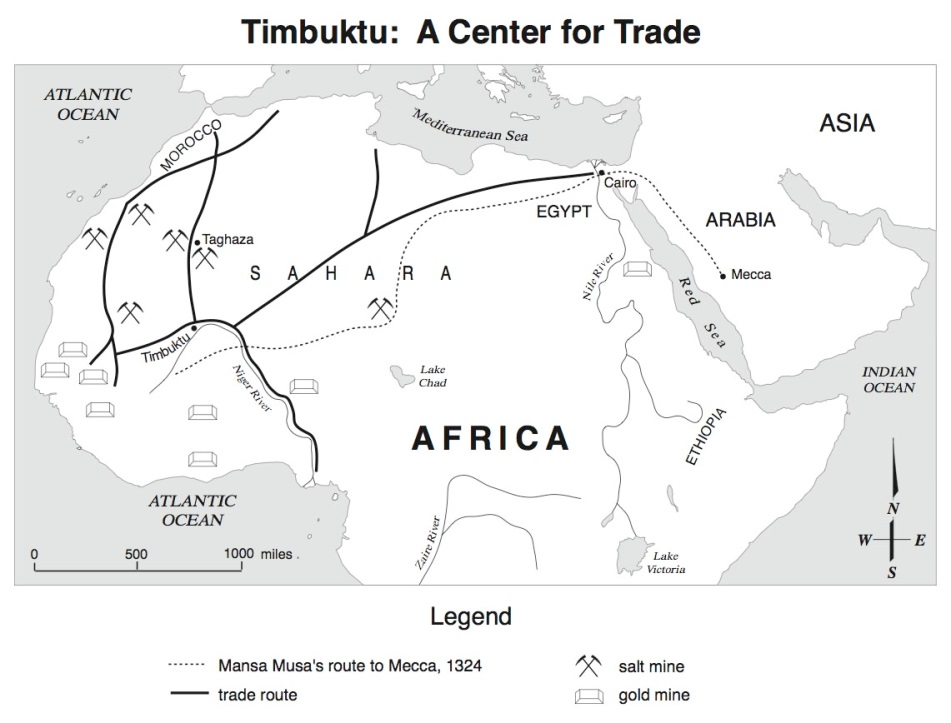 Timbuktu: A Center for Trade
ATLANTIC
OCEAN
Mediterranean Sea
ASIA
MOROCCO
Cairo
EGYPT
ARABIA
Taghaza
SAHARA
Mecca
Nile River
Red Sea
Timbuktu
Niger River
Lake
Chad
INDIAN
OCEAN
AFRICA
ETHIOPIA
ATLANTIC
OCEAN
Zaire River
Lake
Victoria
N
W E
S
0 500 1000 miles .
Legend
Mansa Musa's route to Mecca, 1324
salt mine
trade route
gold mine